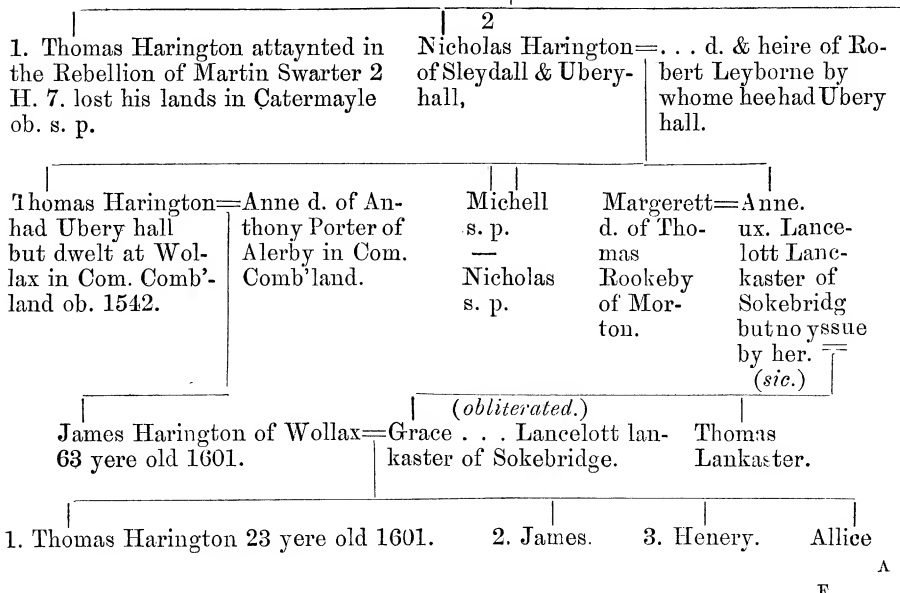 2
1. Thomas Harington attaynted in
the Rebellion of Martin Swarter 2
H. 7. lost his lands in Catermayle
ob. s. p.
Nicholas Harington=
of Sleydall & Ubery-
hall,
. . . d. & heire of Ro-
bert Leyborne by
whome hee had Ubery
hall.
Thomas Harington=
had Ubery hall
but dwelt at Wol-
lax in Com. Comb'-
land ob. 1542.
Anne d. of An-
thony Porter of
Alerby in Com.
Comb'land.
Michell
s. p.
—
Nicholas
s. p.
Margerett=
d. of Tho-
mas
Rookeby
of Mor-
ton.
Anne.
ux. Lance-
lott Lanc-
kaster of
Sokebridg
but no yssue
by her. =
(sic.)
James Harington of Wollax=
63 yere old 1601.
(obliterated.)
Grace . . . Lancelott lan-
kaster of Sokebridge.
Thomas
Lankaster.
1. Thomas Harington 23 yere old 1601.
2. James.
3. Henery.
Allice
A
F